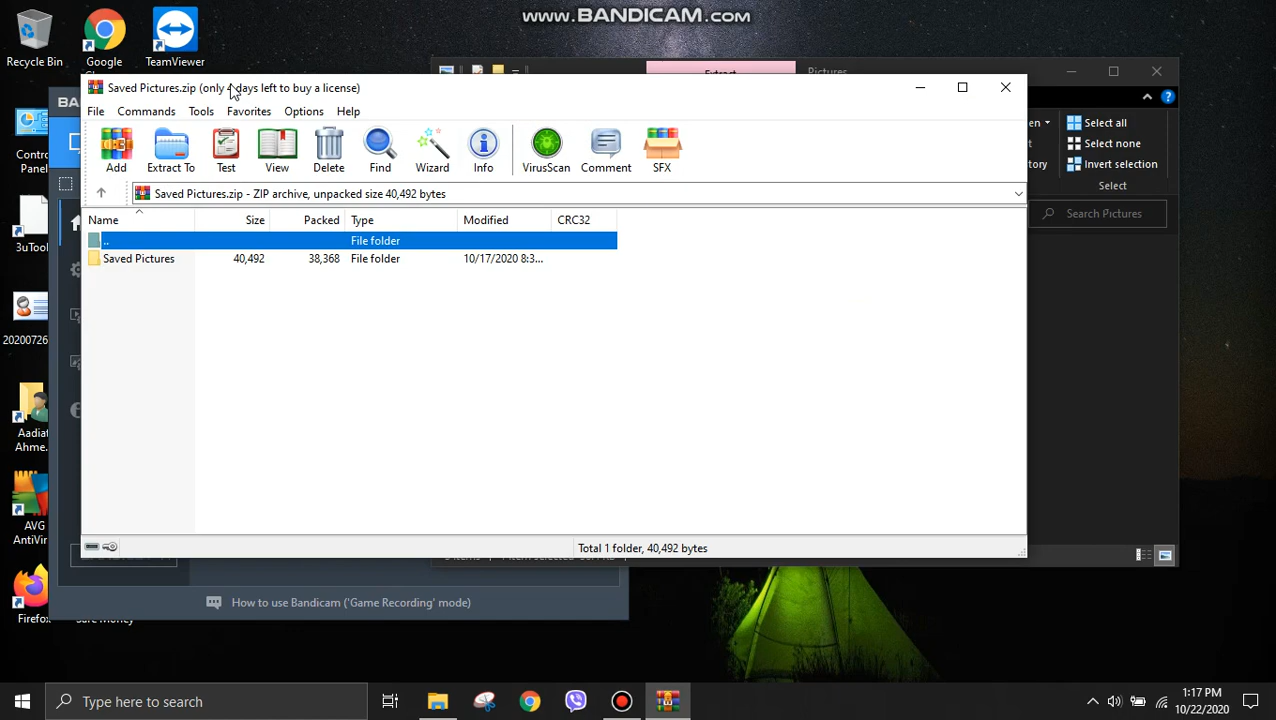 www.BANDICAM.com
Recycle Bin
Google
TeamViewer
Extract
Pictures
Saved Pictures.zip (only 4 days left to buy a license)
File Commands Tools Favorites Options Help
Select all
Select none
Invert selection
Select
Add Extract To Test View Delete Find Wizard Info VirusScan Comment SFX
Saved Pictures.zip - ZIP archive, unpacked size 40,492 bytes
Search Pictures
Name Size Packed Type Modified CRC32
.. File folder
Saved Pictures 40,492 38,368 File folder 10/17/2020 8:3...
Control
Panel
3uTool
20200726
Aadiat
Ahme..
AVG
AntiVir
Firefox
Total 1 folder, 40,492 bytes
How to use Bandicam ('Game Recording' mode)
Type here to search
1:17 PM
10/22/2020